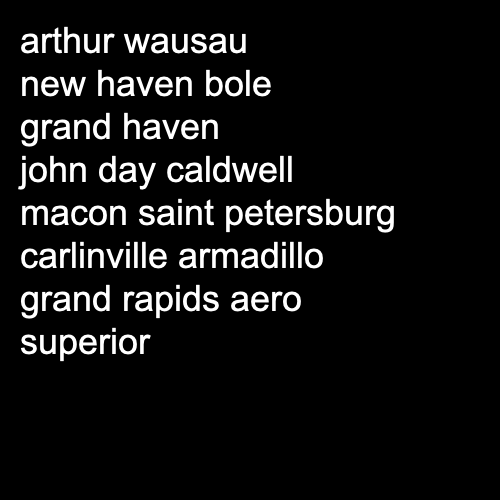 arthur wausau
new haven bole
grand haven
john day caldwell
macon saint petersburg
carlinville armadillo
grand rapids aero
superior